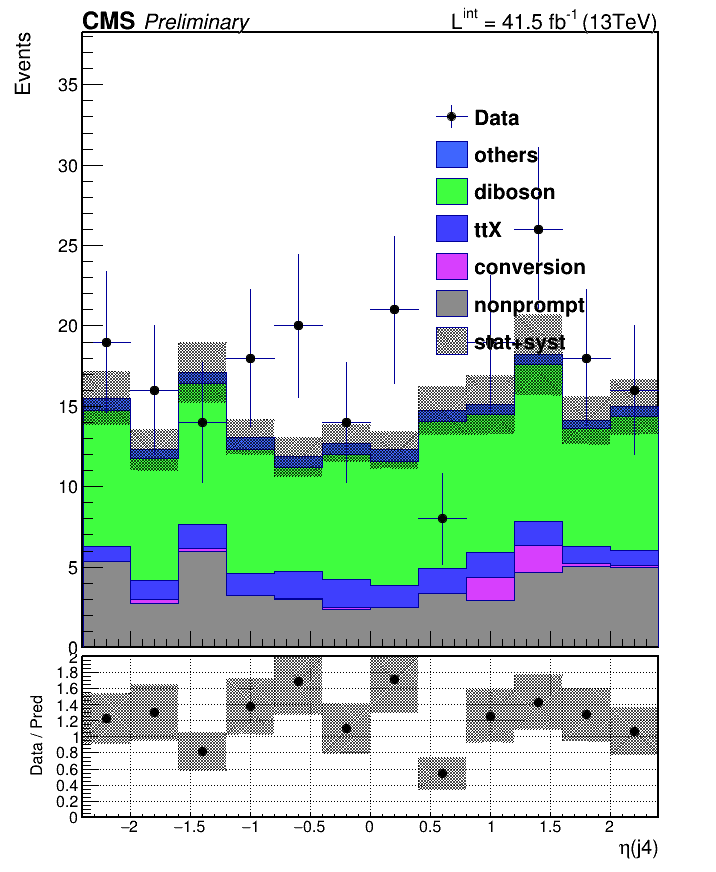 CMS Preliminary L^int = 41.5 fb^-1 (13TeV)
Events
35
30
25
20
15
10
5
0
Data
others
diboson
ttX
conversion
nonprompt
stat+syst
Data / Pred
2
1.8
1.6
1.4
1.2
1
0.8
0.6
0.4
0.2
0
−2 −1.5 −1 −0.5 0 0.5 1 1.5 2
η(j4)